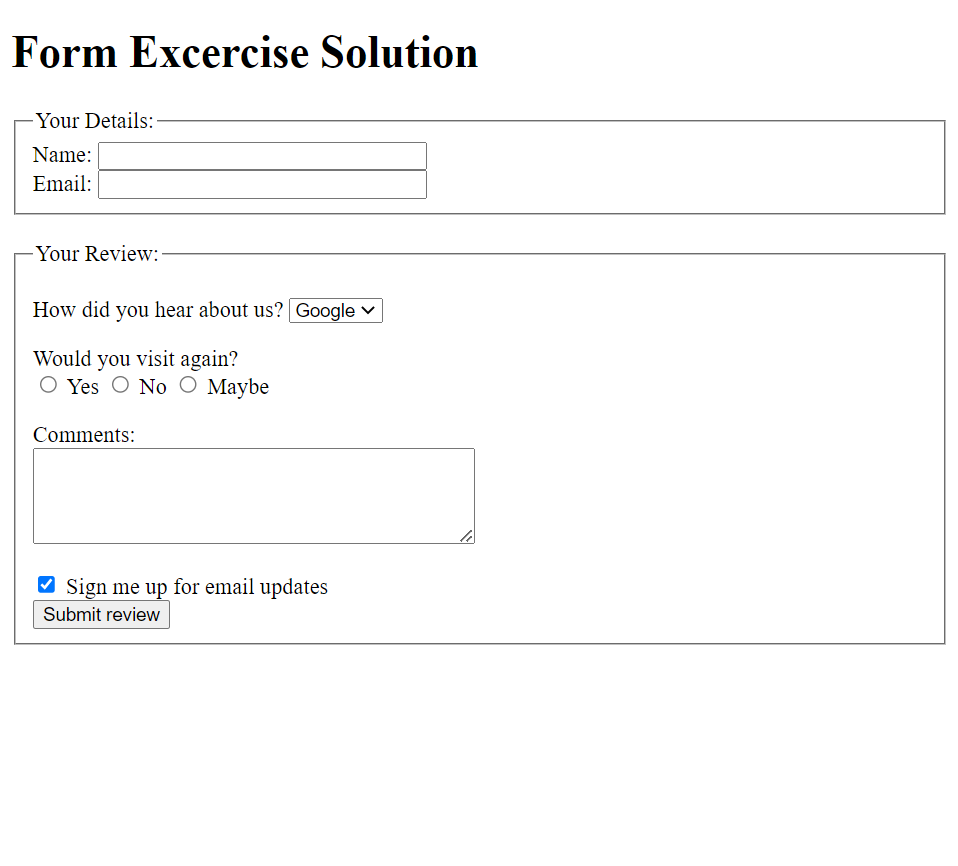 Form Excercise Solution
Your Details:
Name:
Email:
Your Review:
How did you hear about us? Google
Would you visit again?
Yes No Maybe
Comments:
Sign me up for email updates
Submit review